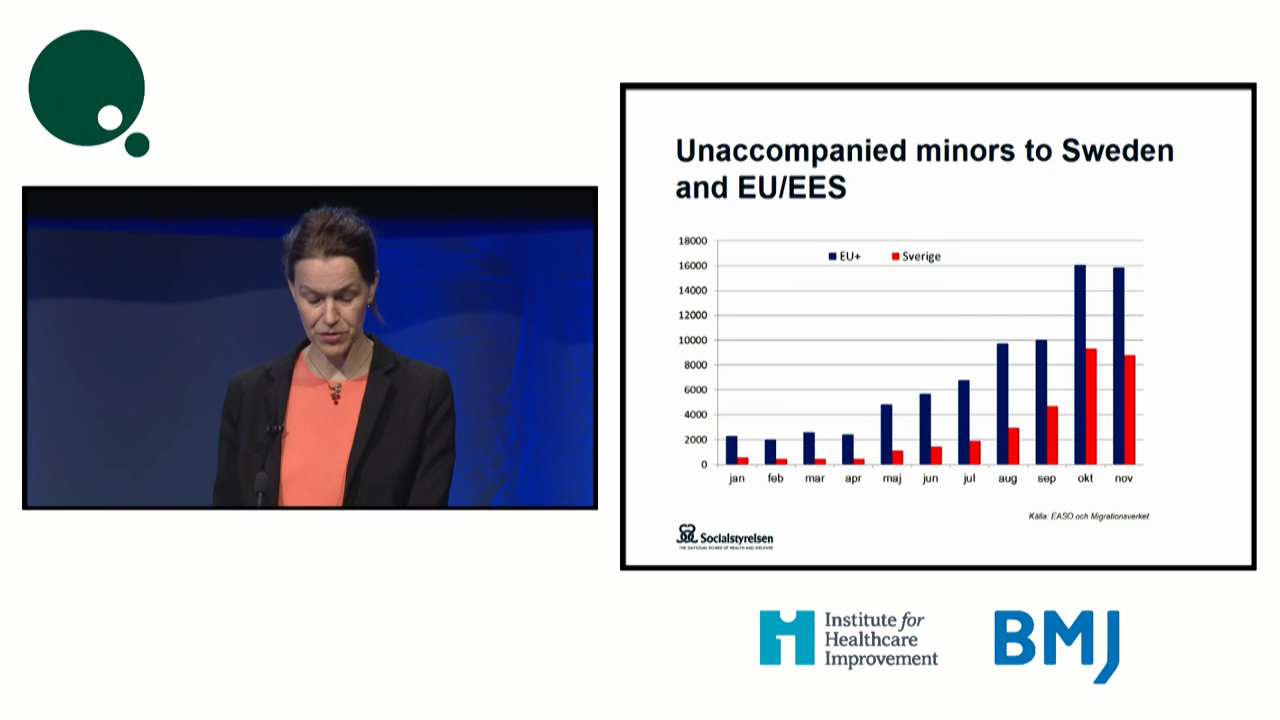 Unaccompanied minors to Sweden
and EU/EES
18000
16000
14000
12000
10000
8000
6000
4000
2000
0
EU+ Sverige
jan feb mar apr maj jun jul aug sep okt nov
Källa: EASO och Migrationsverket
Socialstyrelsen
THE NATIONAL BOARD OF HEALTH AND WELFARE
Institute for
Healthcare
Improvement
BMJ